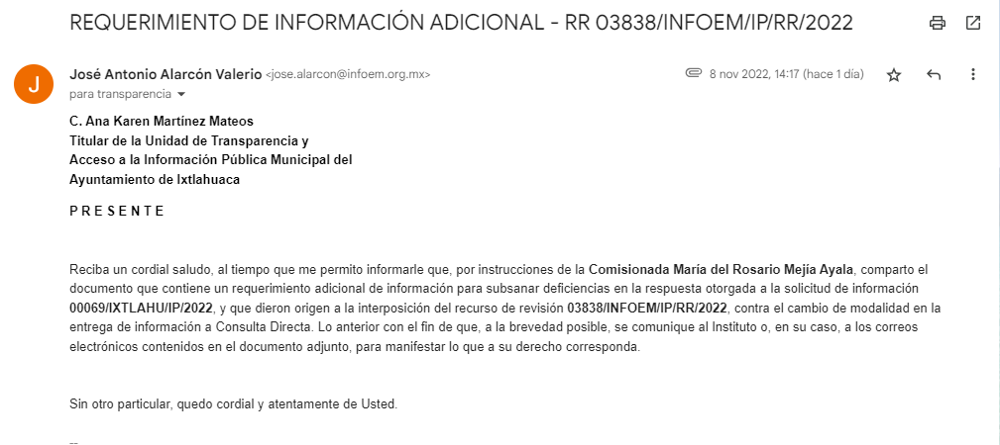 REQUERIMIENTO DE INFORMACIÓN ADICIONAL - RR 03838/INFOEM/IP/RR/2022
J
José Antonio Alarcón Valerio <jose.alarcon@infoem.org.mx>
8 nov 2022, 14:17 (hace 1 día)
para transparencia
C. Ana Karen Martínez Mateos
Titular de la Unidad de Transparencia y
Acceso a la Información Pública Municipal del
Ayuntamiento de Ixtlahuaca
P R E S E N T E
Reciba un cordial saludo, al tiempo que me permito informarle que, por instrucciones de la Comisionada María del Rosario Mejía Ayala, comparto el
documento que contiene un requerimiento adicional de información para subsanar deficiencias en la respuesta otorgada a la solicitud de información
00069/IXTLAHU/IP/2022, y que dieron origen a la interposición del recurso de revisión 03838/INFOEM/IP/RR/2022, contra el cambio de modalidad en la
entrega de información a Consulta Directa. Lo anterior con el fin de que, a la brevedad posible, se comunique al Instituto o, en su caso, a los correos
electrónicos contenidos en el documento adjunto, para manifestar lo que a su derecho corresponda.
Sin otro particular, quedo cordial y atentamente de Usted.
--